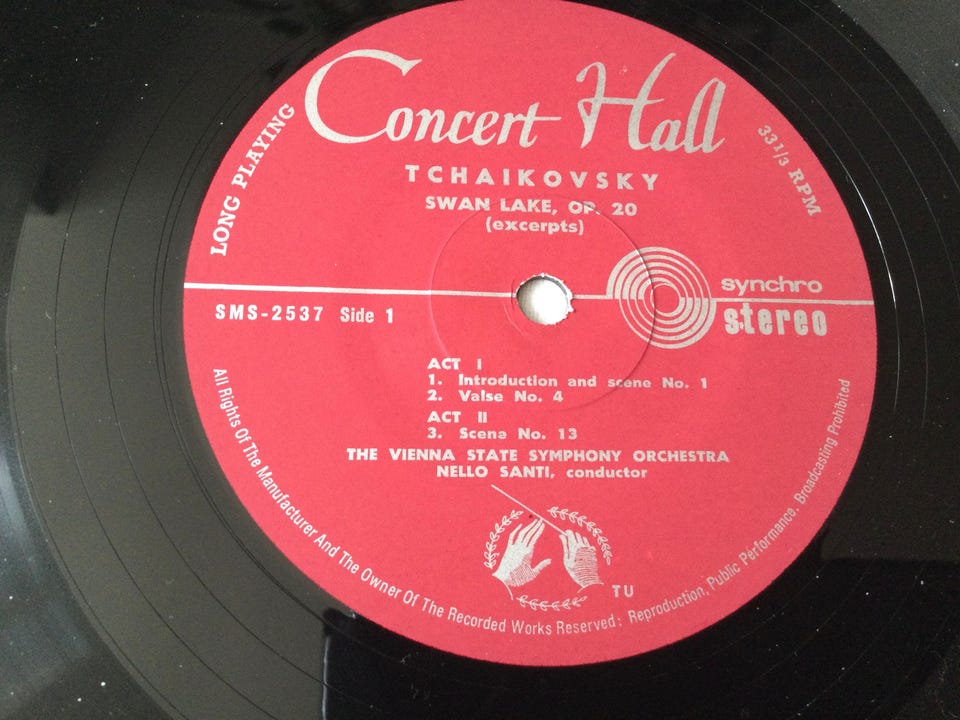 Concert Hall
LONG PLAYING
33 1/3 RPM
TCHAIKOVSKY
SWAN LAKE, OP. 20
(excerpts)
synchro
stereo
SMS-2537 Side 1
ACT I
1. Introduction and scene No. 1
2. Valse No. 4
ACT II
3. Scene No. 13
THE VIENNA STATE SYMPHONY ORCHESTRA
NELLO SANTI, conductor
TU
All Rights Of The Manufacturer And The Owner Of The Recorded Works Reserved: Reproduction, Public Performance, Broadcasting Prohibited